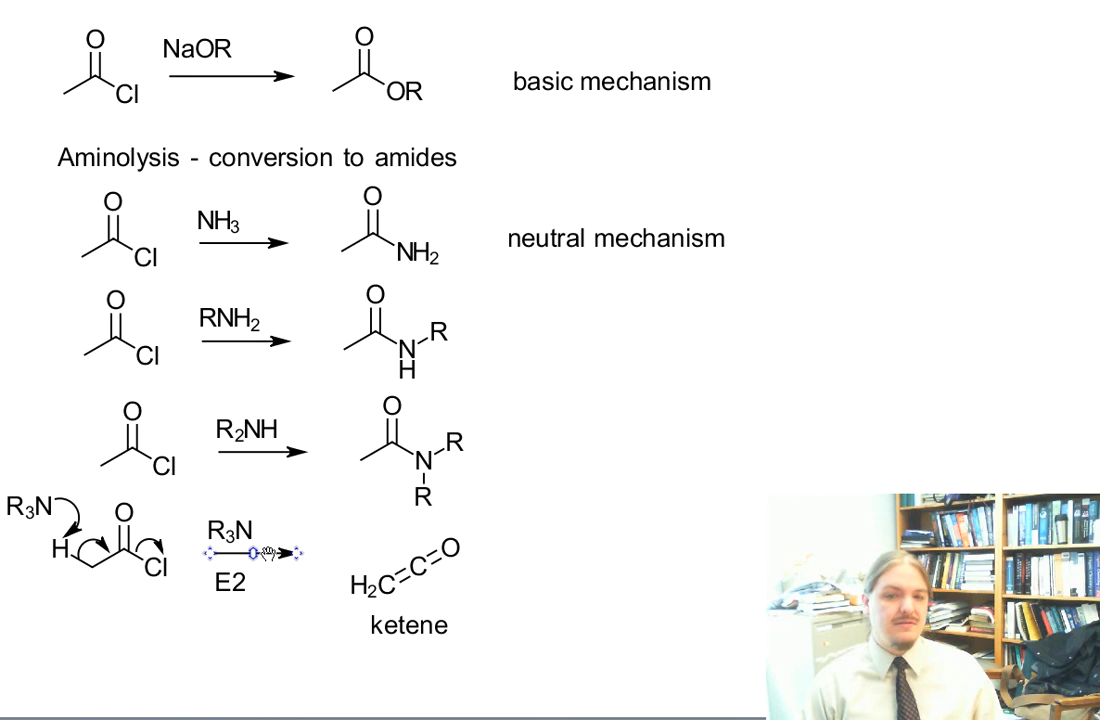 O NaOR O
Cl OR basic mechanism
Aminolysis - conversion to amides
O NH3 O
Cl NH2 neutral mechanism
O RNH2 O R
Cl N
H
O R2NH O R
Cl N
R
R3N O R3N O
H Cl E2 H2C C
ketene